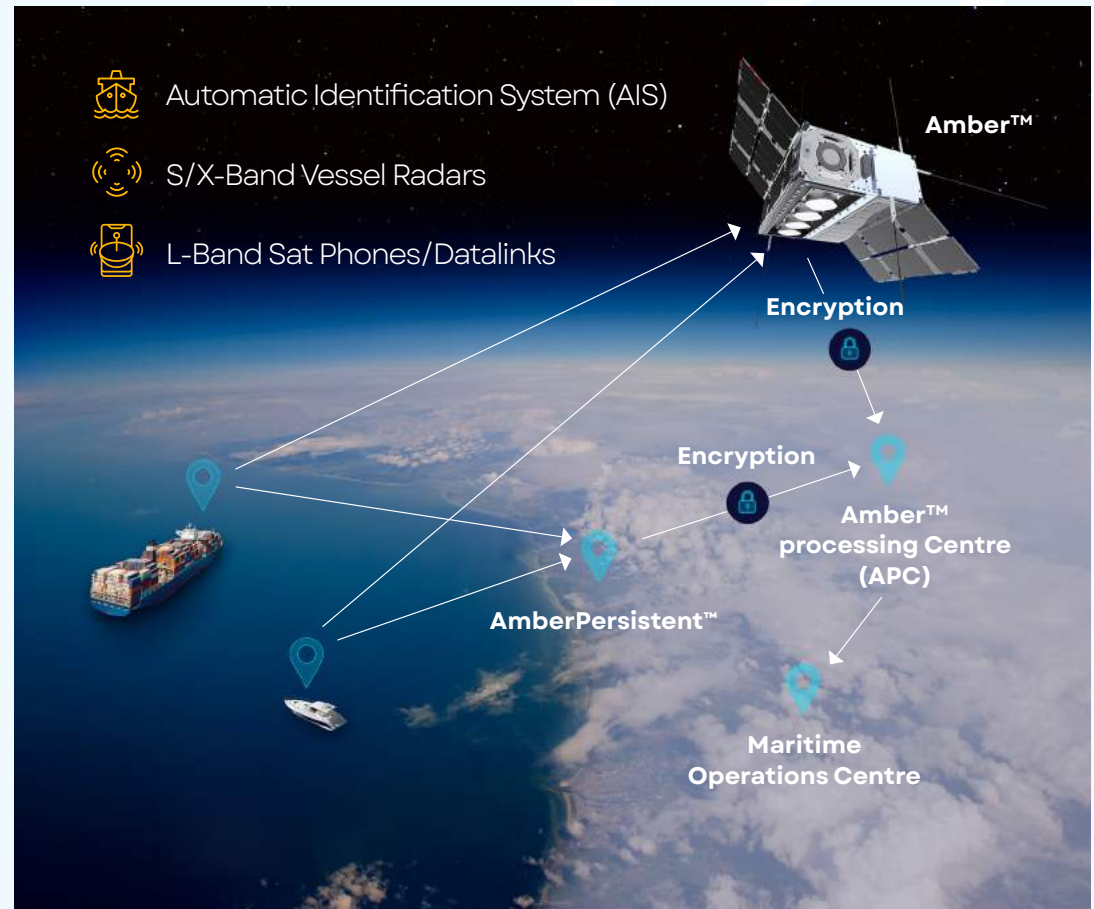 Automatic Identification System (AIS)
S/X-Band Vessel Radars
L-Band Sat Phones/Datalinks
Amber™
Encryption
Encryption
Amber™
processing Centre
(APC)
AmberPersistent™
Maritime
Operations Centre